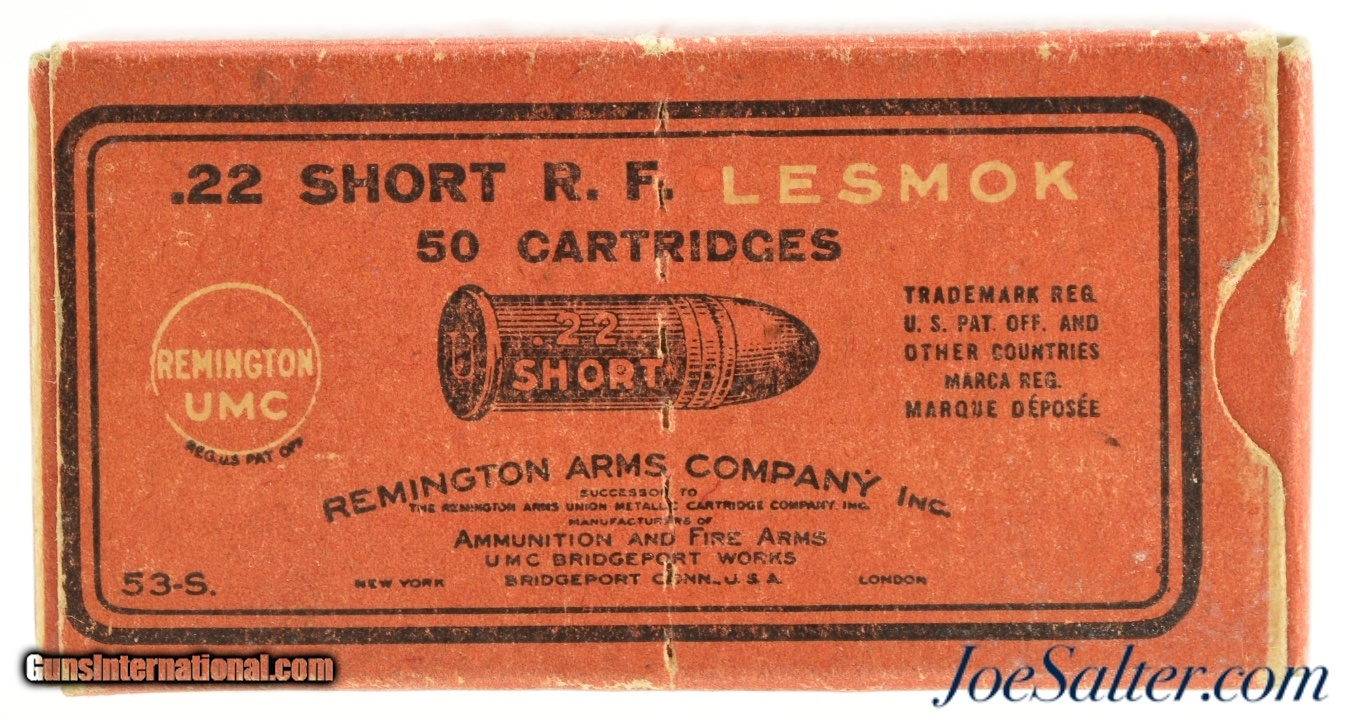 .22 SHORT R. F. LESMOK
50 CARTRIDGES
REMINGTON
UMC
REG. U.S. PAT OFF
U
.22
SHORT
TRADEMARK REG.
U. S. PAT. OFF. AND
OTHER COUNTRIES
MARCA REG.
MARQUE DÉPOSÉE
REMINGTON ARMS COMPANY, INC.
SUCCESSOR TO
THE REMINGTON ARMS UNION METALLIC CARTRIDGE COMPANY, INC.
MANUFACTURERS OF
AMMUNITION AND FIRE ARMS
UMC BRIDGEPORT WORKS
53-S. NEW YORK BRIDGEPORT CONN., U. S. A. LONDON
GunsInternational.com
JoeSalter.com